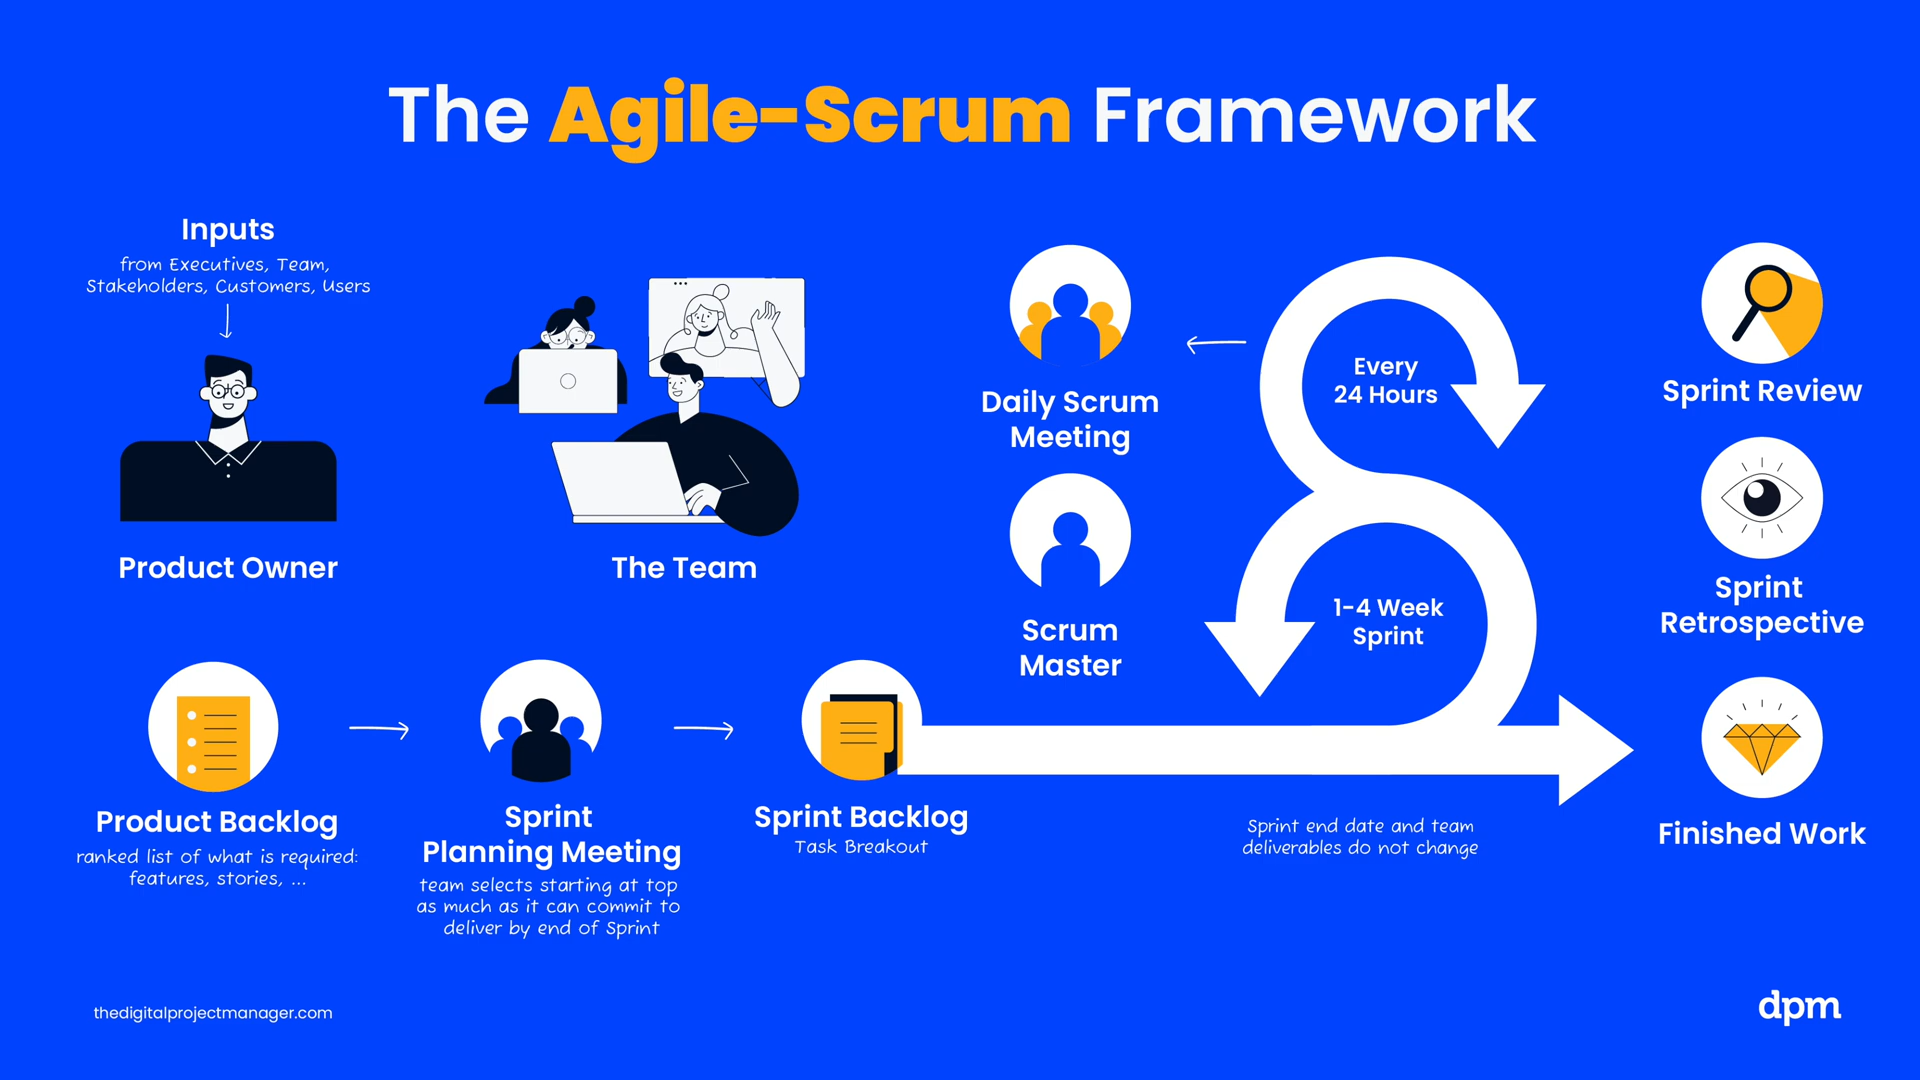 The Agile-Scrum Framework
Inputs
from Executives, Team,
Stakeholders, Customers, Users
Product Owner
The Team
Daily Scrum
Meeting
Scrum
Master
Every
24 Hours
1-4 Week
Sprint
Sprint Review
Sprint
Retrospective
Finished Work
Product Backlog
ranked list of what is required:
features, stories, ...
Sprint
Planning Meeting
team selects starting at top
as much as it can commit to
deliver by end of Sprint
Sprint Backlog
Task Breakout
Sprint end date and team
deliverables do not change
thedigitalprojectmanager.com
dpm